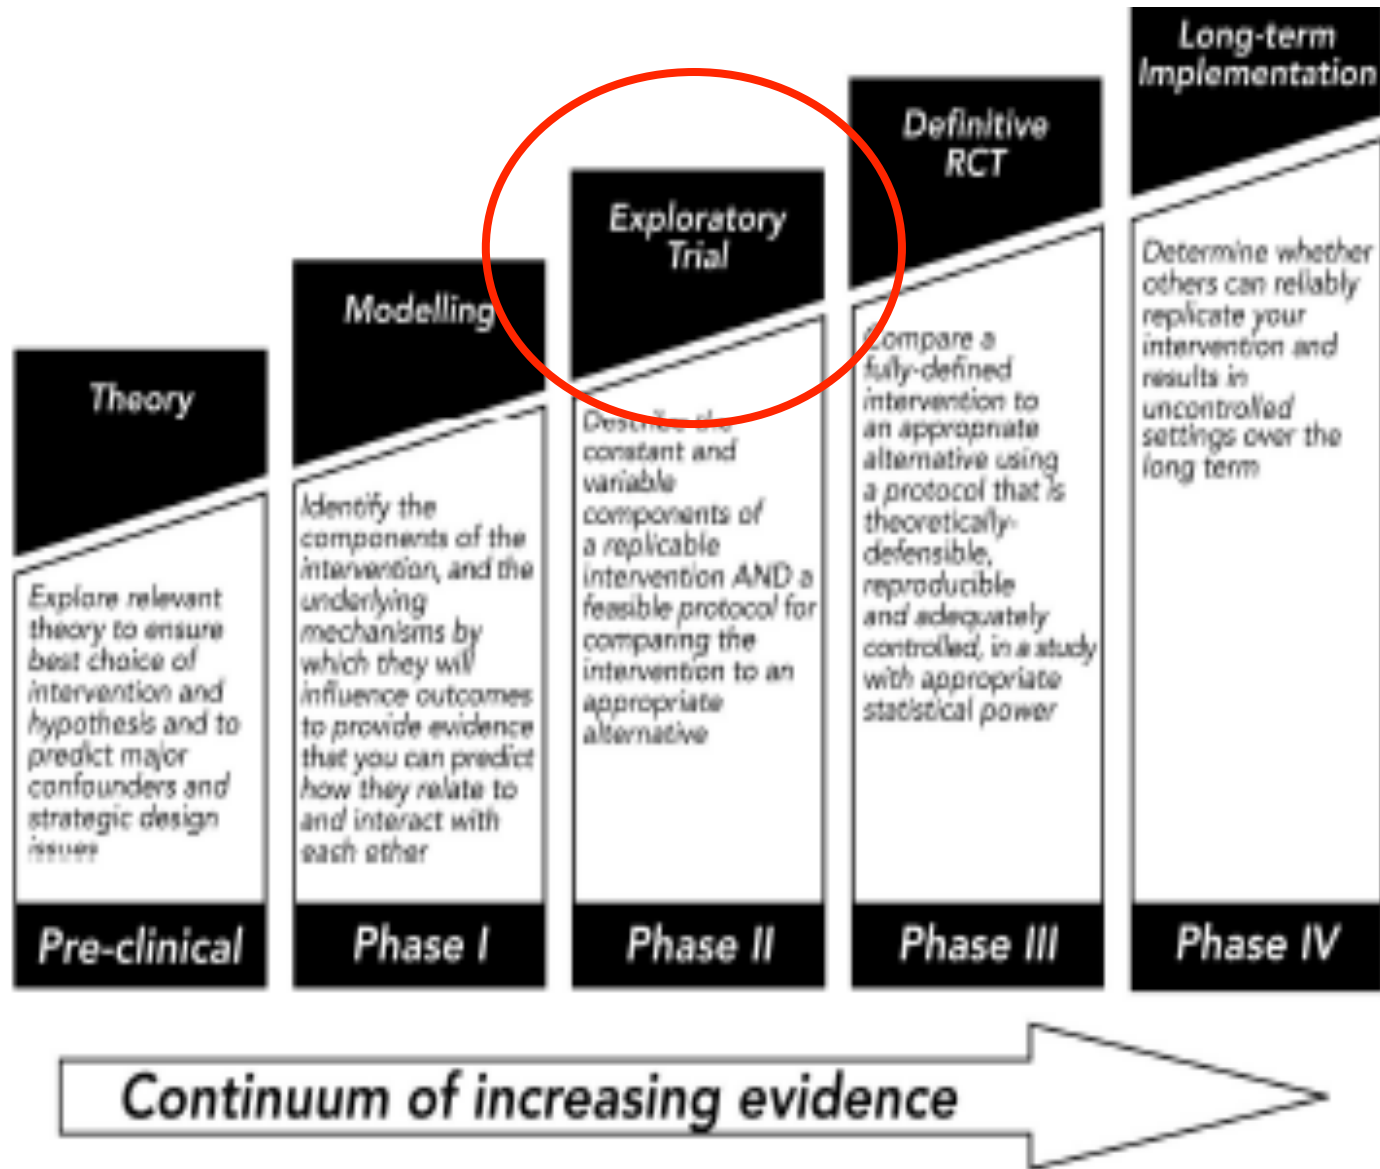 Theory
Explore relevant
theory to ensure
best choice of
intervention and
hypothesis and to
predict major
confounders and
strategic design
issues
Pre-clinical
Modelling
Identify the
components of the
intervention, and the
underlying
mechanisms by
which they will
influence outcomes
to provide evidence
that you can predict
how they relate to
and interact with
each other
Phase I
Exploratory
Trial
Describe the
constant and
variable
components of
a replicable
intervention AND a
feasible protocol for
comparing the
intervention to an
appropriate
alternative
Phase II
Definitive
RCT
Compare a
fully-defined
intervention to
an appropriate
alternative using
a protocol that is
theoretically-
defensible,
reproducible
and adequately
controlled, in a study
with appropriate
statistical power
Phase III
Long-term
Implementation
Determine whether
others can reliably
replicate your
intervention and
results in
uncontrolled
settings over the
long term
Phase IV
Continuum of increasing evidence